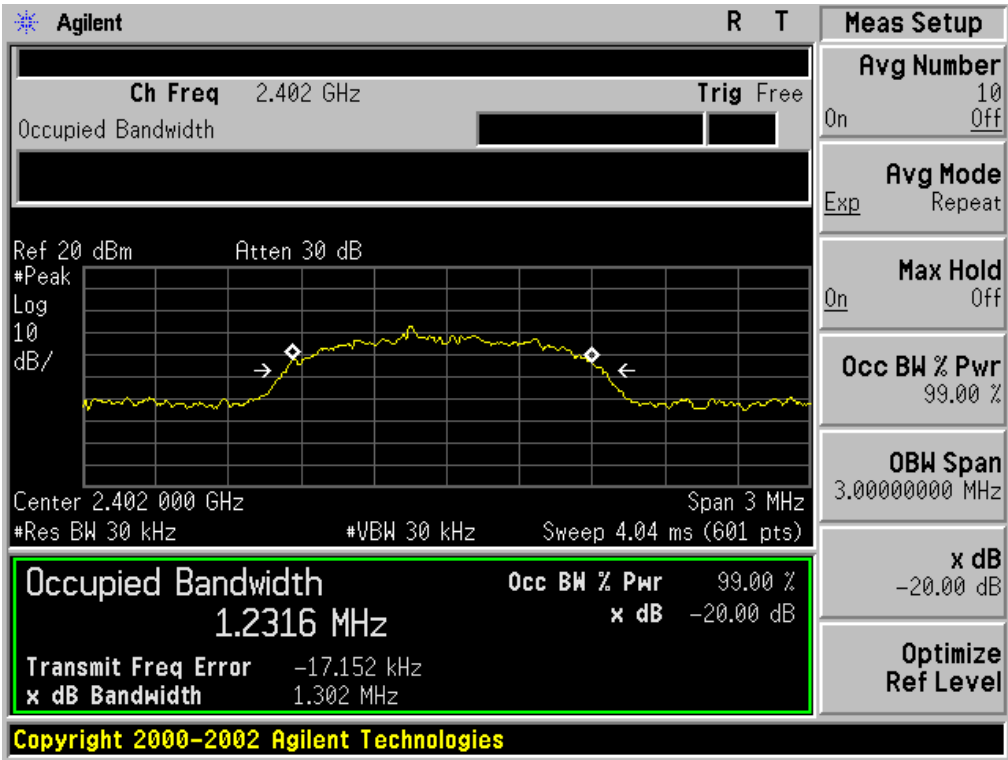 Agilent R T
Ch Freq 2.402 GHz Trig Free
Occupied Bandwidth
Ref 20 dBm Atten 30 dB
#Peak
Log
10
dB/
Center 2.402 000 GHz Span 3 MHz
#Res BW 30 kHz #VBW 30 kHz Sweep 4.04 ms (601 pts)
Occupied Bandwidth Occ BW % Pwr 99.00 %
1.2316 MHz x dB -20.00 dB
Transmit Freq Error -17.152 kHz
x dB Bandwidth 1.302 MHz
Copyright 2000-2002 Agilent Technologies
Meas Setup
Avg Number
10
On Off
Avg Mode
Exp Repeat
Max Hold
On Off
Occ BW % Pwr
99.00 %
OBW Span
3.00000000 MHz
x dB
-20.00 dB
Optimize
Ref Level